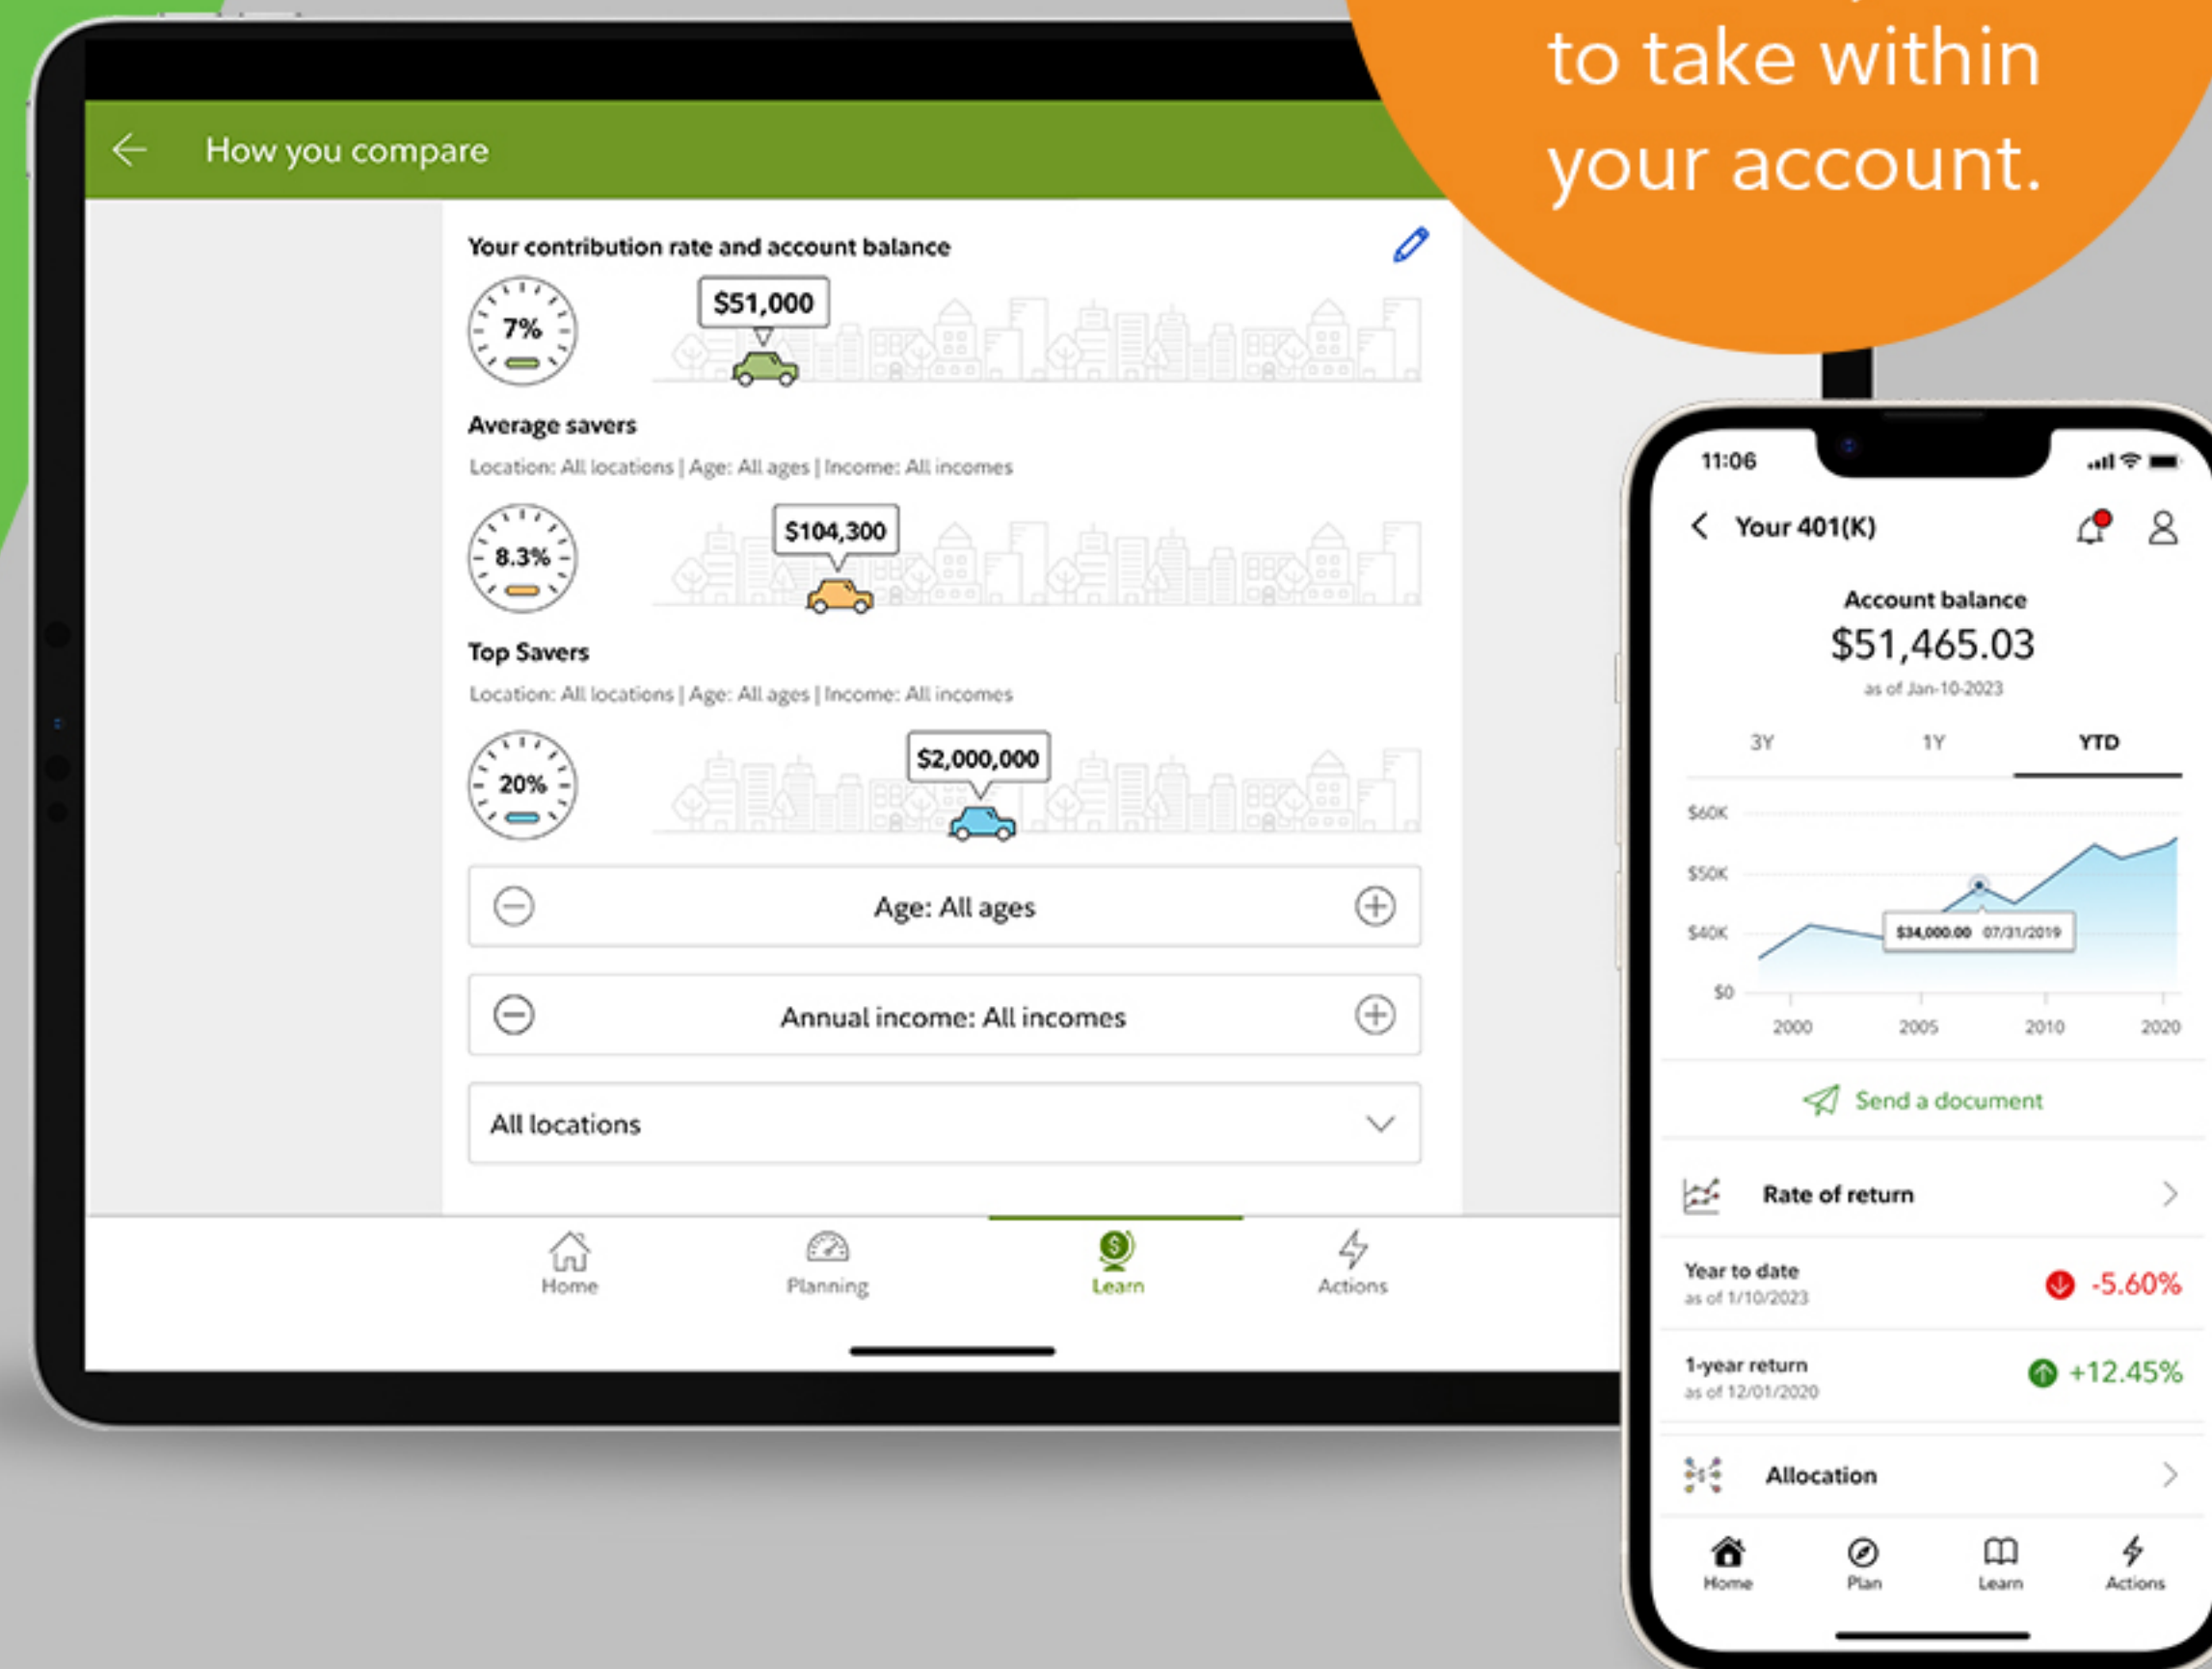 to take within
your account.
How you compare
Your contribution rate and account balance
7%
$51,000
Average savers
Location: All locations | Age: All ages | Income: All incomes
8.3%
$104,300
Top Savers
Location: All locations | Age: All ages | Income: All incomes
20%
$2,000,000
Age: All ages
Annual income: All incomes
All locations
Home
Planning
Learn
Actions
11:06
Your 401(K)
Account balance
$51,465.03
as of Jan-10-2023
3Y 1Y YTD
$60K
$50K
$40K
$34,000.00 07/31/2019
$0
2000 2005 2010 2020
Send a document
Rate of return
Year to date
as of 1/10/2023
-5.60%
1-year return
as of 12/01/2020
+12.45%
Allocation
Home
Plan
Learn
Actions